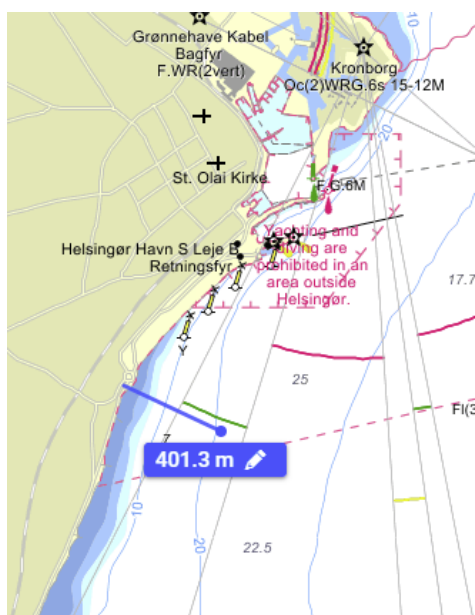 Grønnehave Kabel
Bagfyr
F.WR(2vert)
Kronborg
Oc(2)WRG.6s 15-12M
20
St. Olai Kirke
F.G.6M
Helsingør Havn S Leje B
Retningsfyr
Yachting and
diving are
prohibited in an
area outside
Helsingør.
17.7
Y
25
7
Fl(3
401.3 m
10
20
22.5